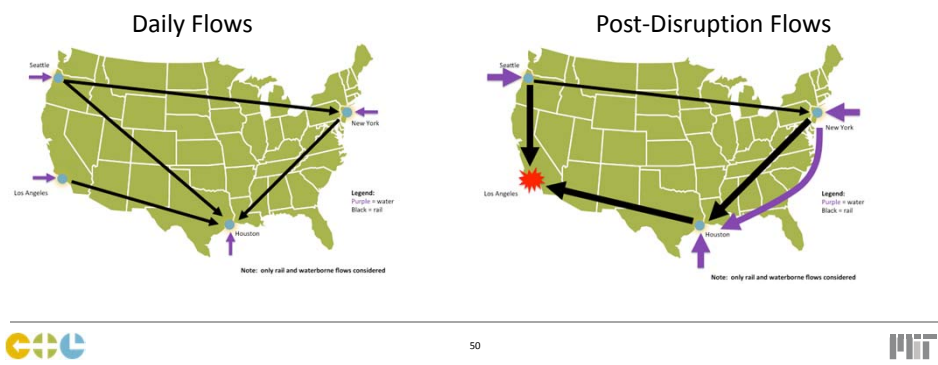 Daily Flows
Seattle
New York
Los Angeles
Legend:
Purple = water
Black = rail
Houston
Note: only rail and waterborne flows considered
Post-Disruption Flows
Seattle
New York
Los Angeles
Legend:
Purple = water
Black = rail
Houston
Note: only rail and waterborne flows considered
50
MIT